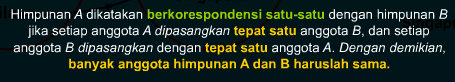 Himpunan A dikatakan berkorespondensi satu-satu dengan himpunan B
jika setiap anggota A dipasangkan tepat satu anggota B, dan setiap
anggota B dipasangkan dengan tepat satu anggota A. Dengan demikian,
banyak anggota himpunan A dan B haruslah sama.